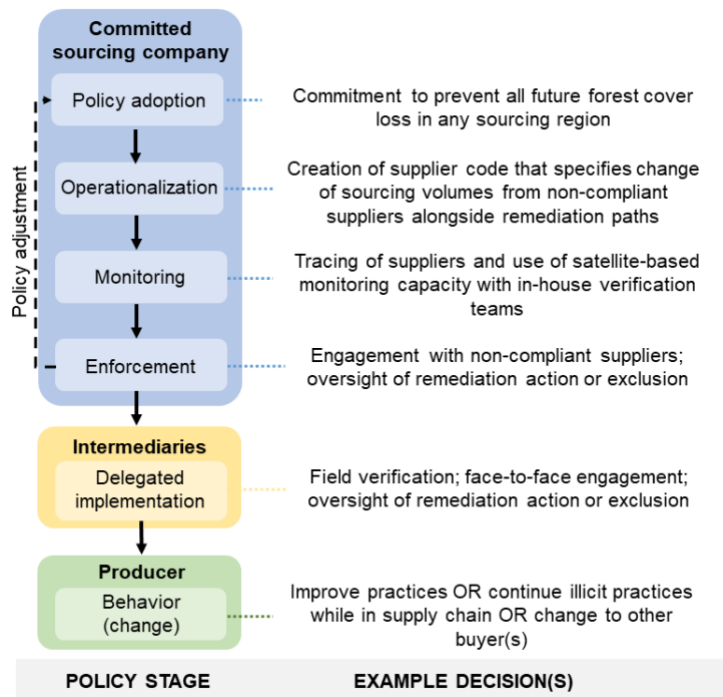 Committed
sourcing company
Policy adjustment
Policy adoption
Commitment to prevent all future forest cover
loss in any sourcing region
Operationalization
Creation of supplier code that specifies change
of sourcing volumes from non-compliant
suppliers alongside remediation paths
Monitoring
Tracing of suppliers and use of satellite-based
monitoring capacity with in-house verification
teams
Enforcement
Engagement with non-compliant suppliers;
oversight of remediation action or exclusion
Intermediaries
Delegated
implementation
Field verification; face-to-face engagement;
oversight of remediation action or exclusion
Producer
Behavior
(change)
Improve practices OR continue illicit practices
while in supply chain OR change to other
buyer(s)
POLICY STAGE
EXAMPLE DECISION(S)